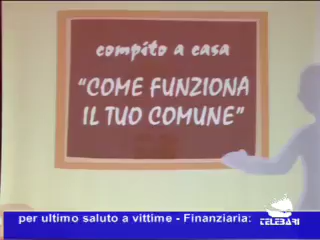 compito a casa
"COME FUNZIONA
IL TUO COMUNE"
per ultimo saluto a vittime - Finanziaria:
TELEBARI